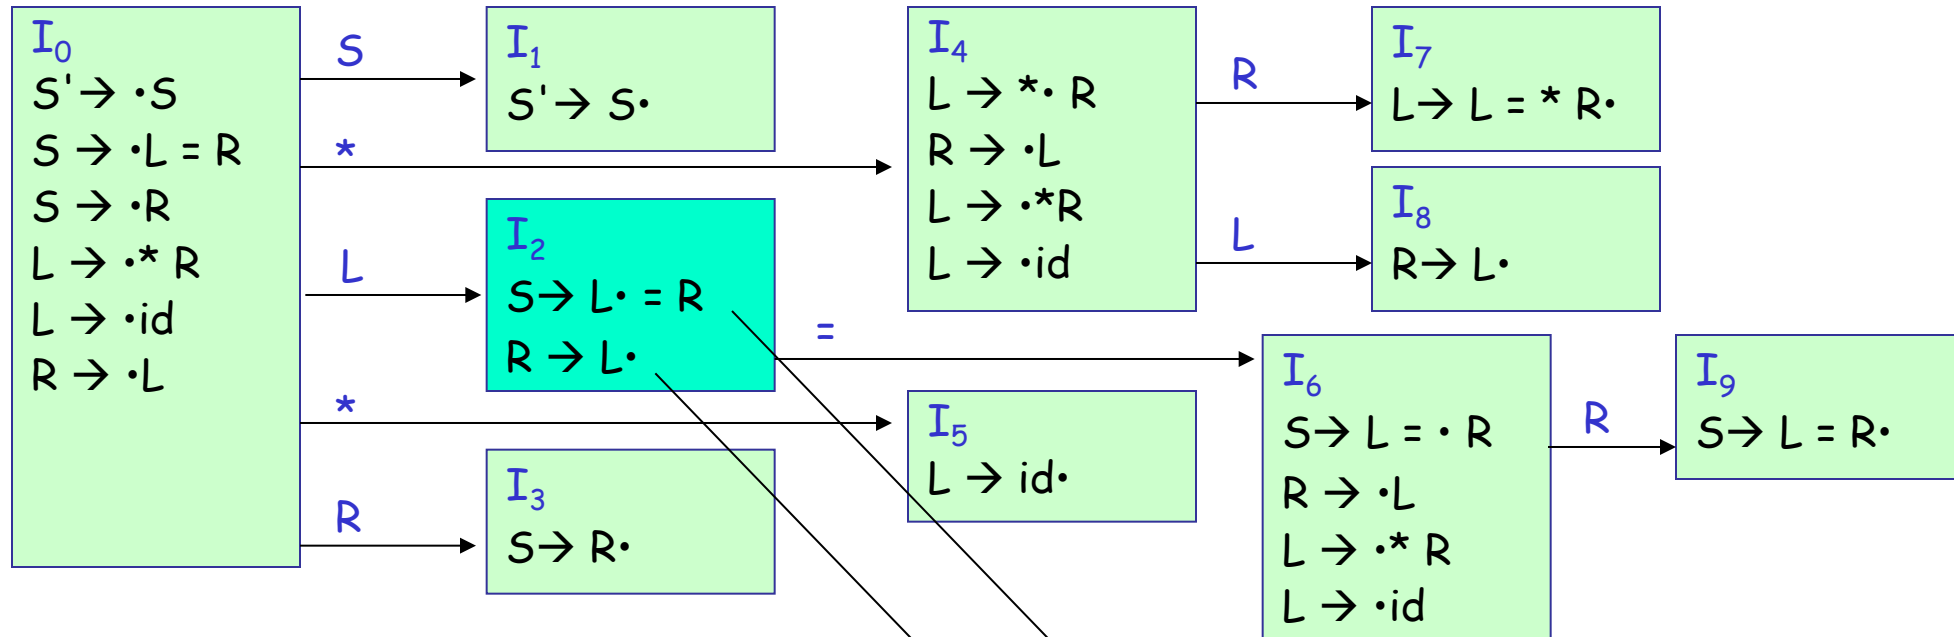 I₀
S' → ·S
S → ·L = R
S → ·R
L → ·* R
L → ·id
R → ·L
S
*
L
*
R
I₁
S' → S·
I₂
S → L· = R
R → L·
I₃
S → R·
I₄
L → *· R
R → ·L
L → ·*R
L → ·id
=
I₅
L → id·
R
L
I₇
L → L = * R·
I₈
R → L·
I₆
S → L = · R
R → ·L
L → ·* R
L → ·id
R
I₉
S → L = R·